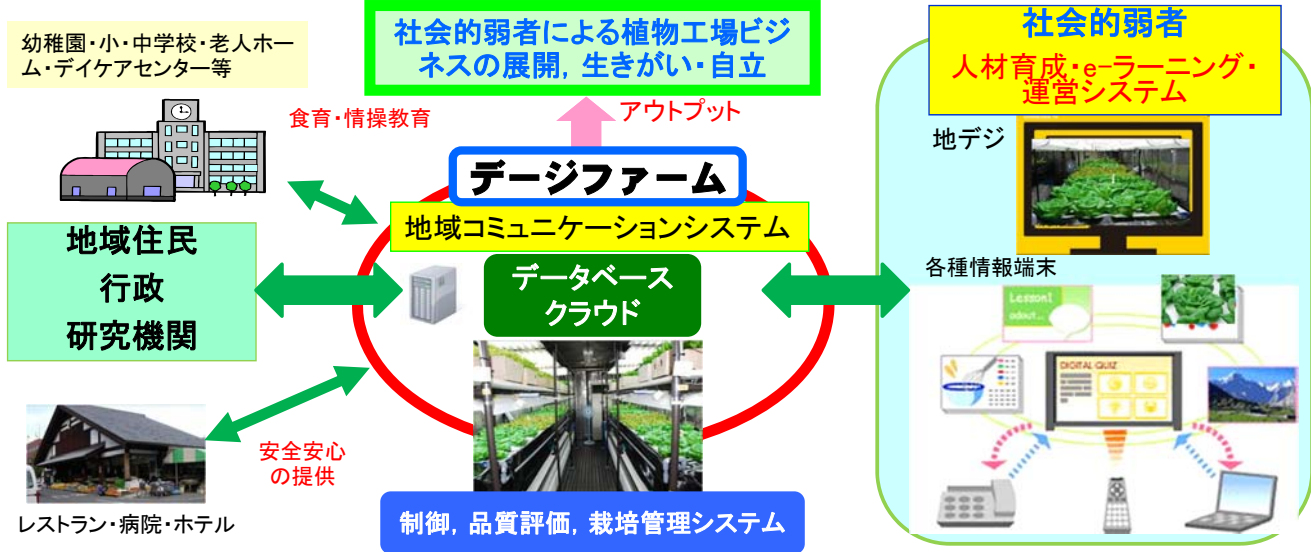 幼稚園・小・中学校・老人ホー
ム・デイケアセンター等
社会的弱者による植物工場ビジ
ネスの展開, 生きがい・自立
社会的弱者
人材育成・e-ラーニング・
運営システム
食育・情操教育
アウトプット
地デジ
データベース
クラウド
デージファーム
地域コミュニケーションシステム
地域住民
行政
研究機関
各種情報端末
Lesson1
adout...
DIGITAL QUIZ
安全安心
の提供
レストラン・病院・ホテル
制御, 品質評価, 栽培管理システム